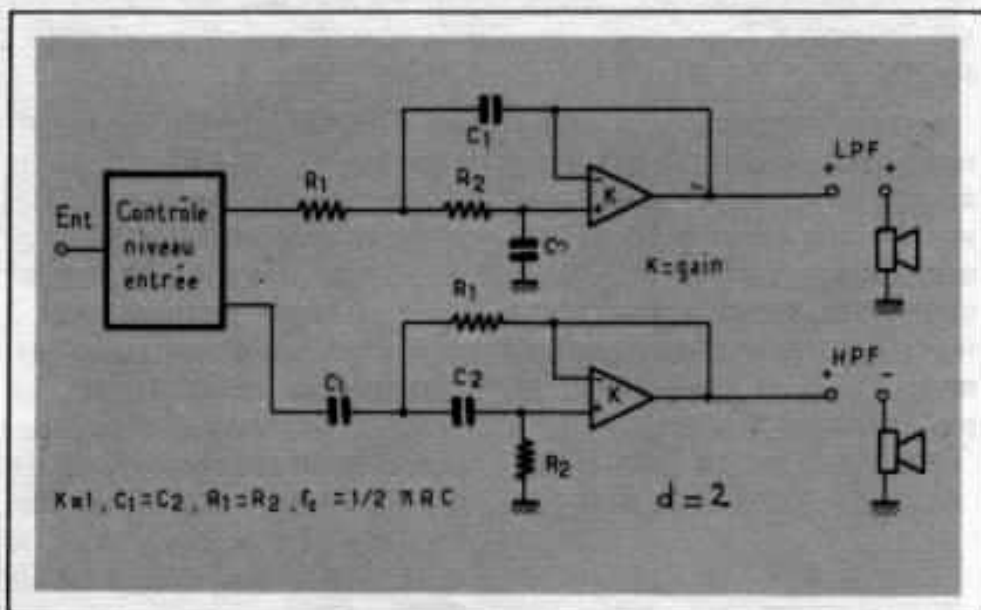 C1
R1
R2
LPF
+ +
Ent
Contrôle
niveau
entrée
-
K
+
K=gain
R1
HPF
+ -
C1
C2
-
K
+
R2
K=1, C1=C2, R1=R2, fc = 1/2 π R C
d=2